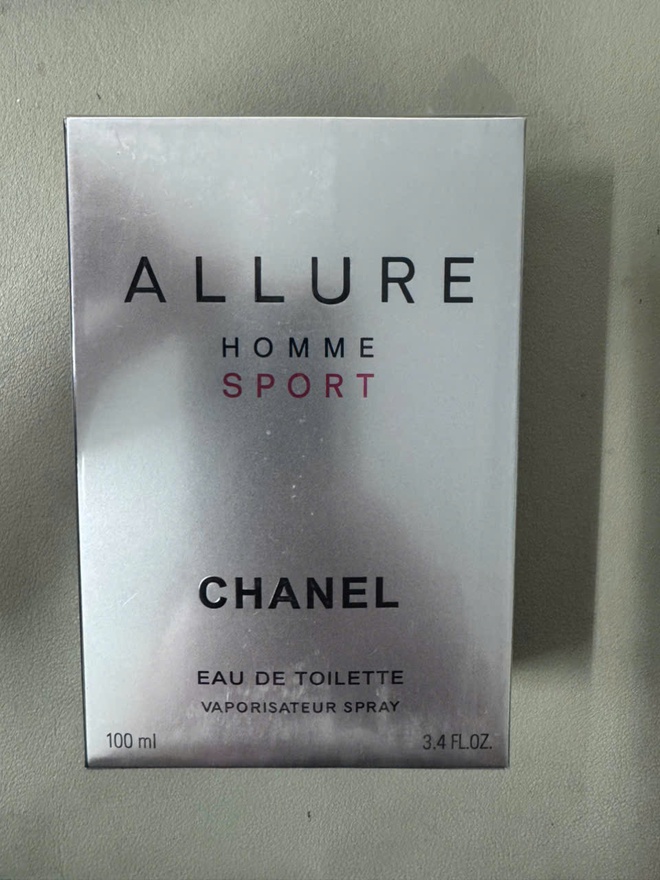 ALLURE
HOMME
SPORT
CHANEL
EAU DE TOILETTE
VAPORISATEUR SPRAY
100 ml 3.4 FL.OZ.